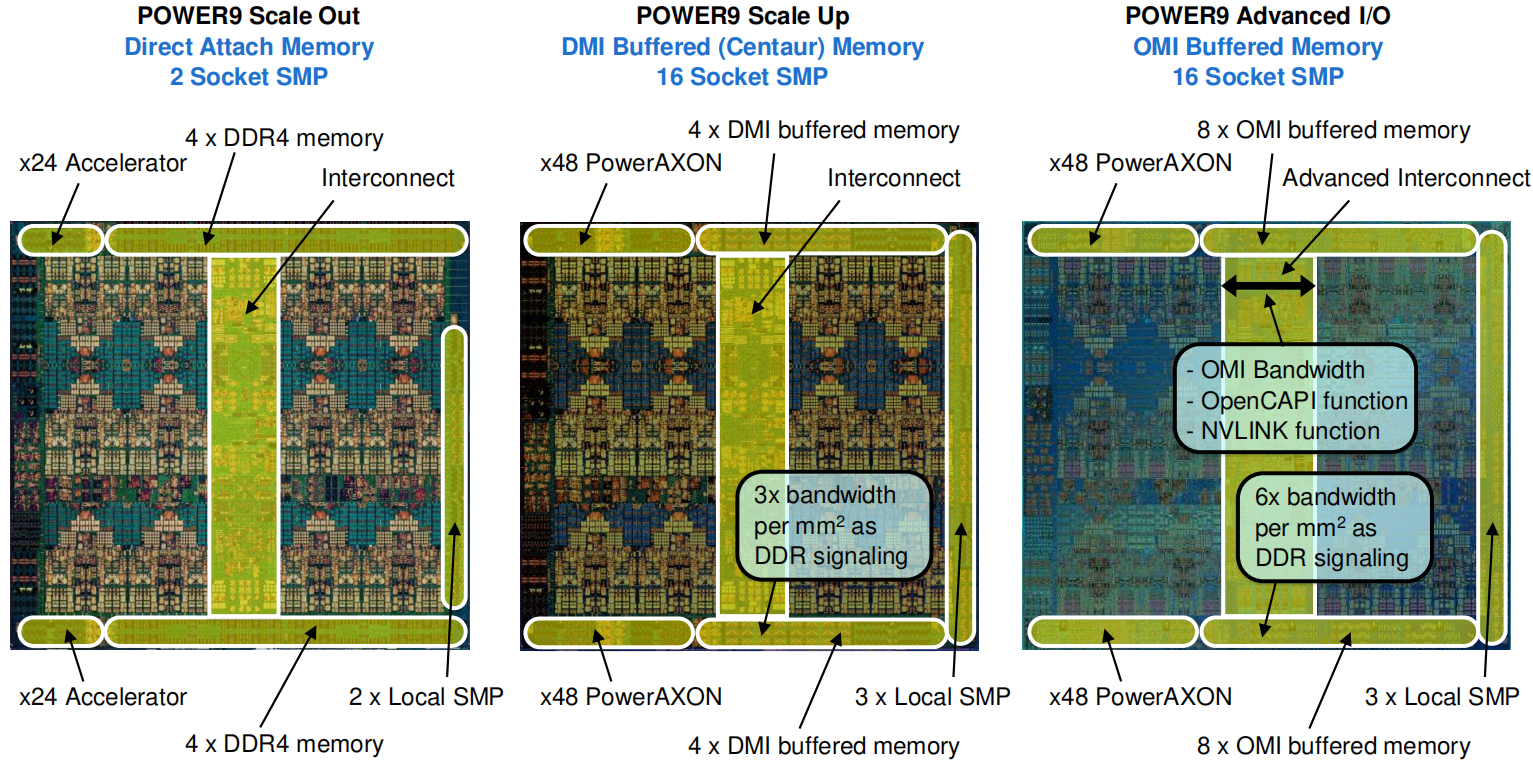 POWER9 Scale Out
Direct Attach Memory
2 Socket SMP
4 x DDR4 memory
x24 Accelerator
Interconnect
x24 Accelerator
2 x Local SMP
4 x DDR4 memory
POWER9 Scale Up
DMI Buffered (Centaur) Memory
16 Socket SMP
4 x DMI buffered memory
x48 PowerAXON
Interconnect
3x bandwidth
per mm² as
DDR signaling
x48 PowerAXON
3 x Local SMP
4 x DMI buffered memory
POWER9 Advanced I/O
OMI Buffered Memory
16 Socket SMP
8 x OMI buffered memory
x48 PowerAXON
Advanced Interconnect
- OMI Bandwidth
- OpenCAPI function
- NVLINK function
6x bandwidth
per mm² as
DDR signaling
x48 PowerAXON
3 x Local SMP
8 x OMI buffered memory